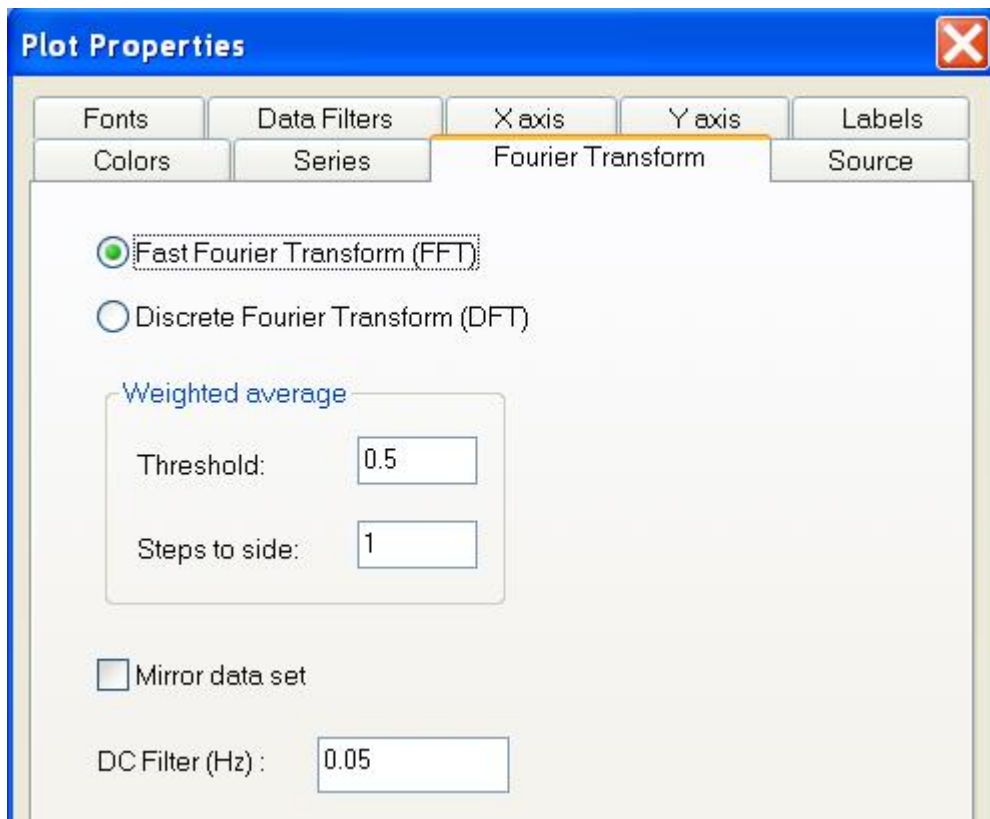 Plot Properties
Fonts Data Filters X axis Y axis Labels
Colors Series Fourier Transform Source
Fast Fourier Transform (FFT)
Discrete Fourier Transform (DFT)
Weighted average
Threshold: 0.5
Steps to side: 1
Mirror data set
DC Filter (Hz) : 0.05